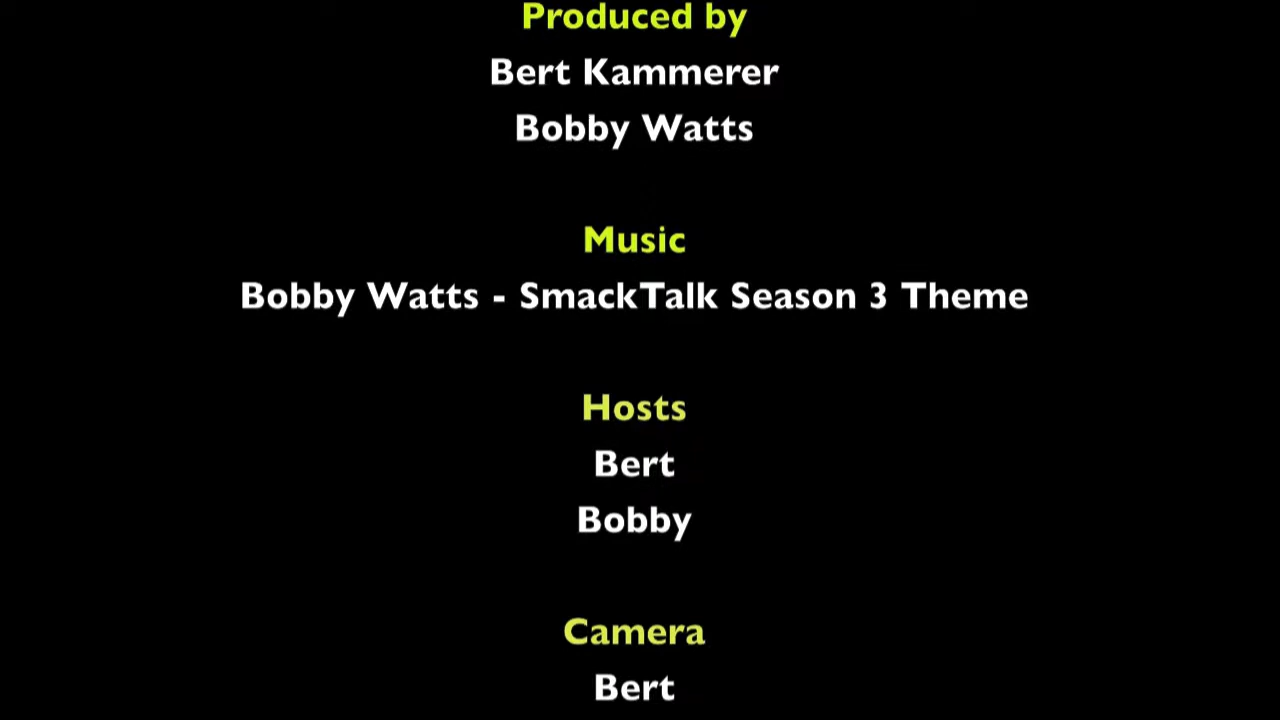 Produced by
Bert Kammerer
Bobby Watts
Music
Bobby Watts - SmackTalk Season 3 Theme
Hosts
Bert
Bobby
Camera
Bert